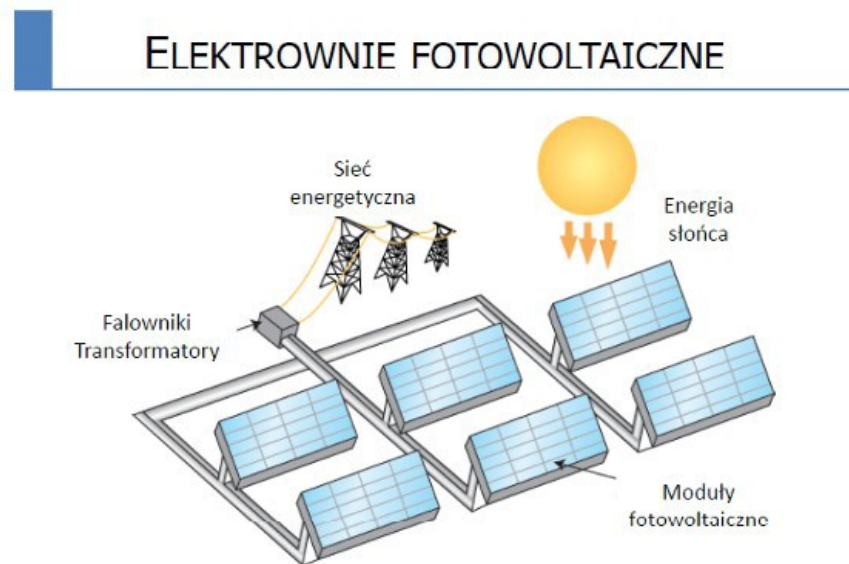 ELEKTROWNIE FOTOWOLTAICZNE
Sieć
energetyczna
Energia
słońca
Falowniki
Transformatory
Moduły
fotowoltaiczne